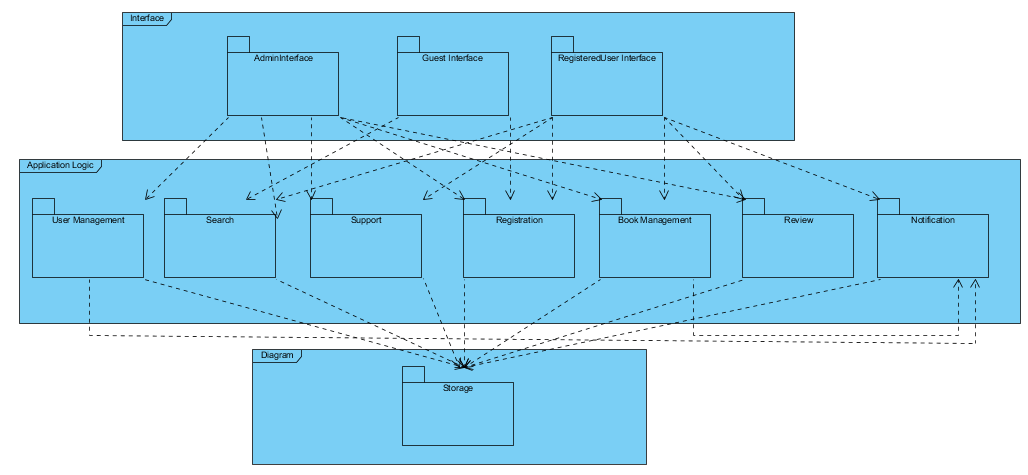 Interface
AdminInterface
Guest Interface
RegisteredUser Interface
Application Logic
User Management
Search
Support
Registration
Book Management
Review
Notification
Diagram
Storage